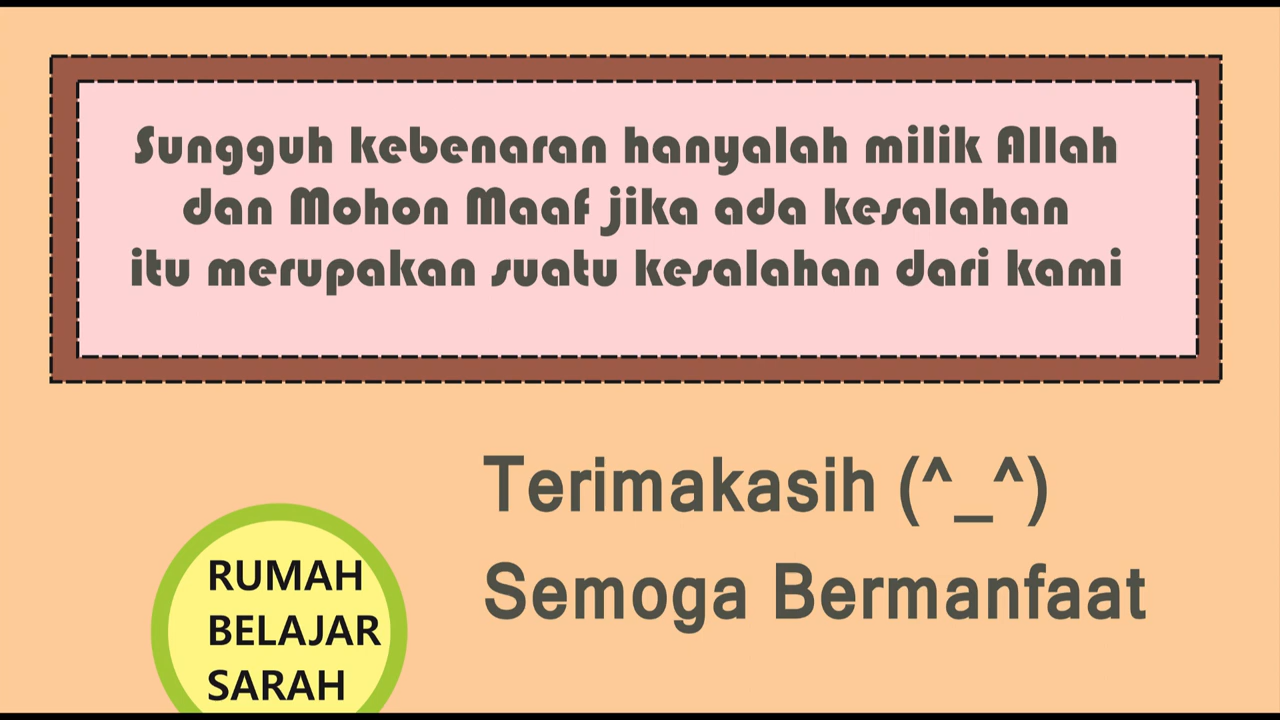 Sungguh kebenaran hanyalah milik Allah
dan Mohon Maaf jika ada kesalahan
itu merupakan suatu kesalahan dari kami
Terimakasih (^_^)
Semoga Bermanfaat
RUMAH
BELAJAR
SARAH